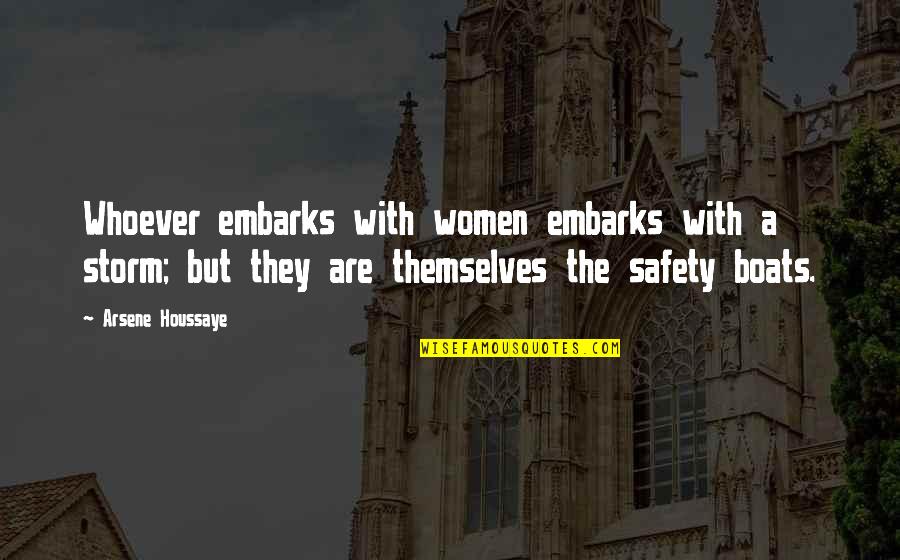 Whoever embarks with women embarks with a
storm; but they are themselves the safety boats.
~ Arsene Houssaye
WISEFAMOUSQUOTES.COM